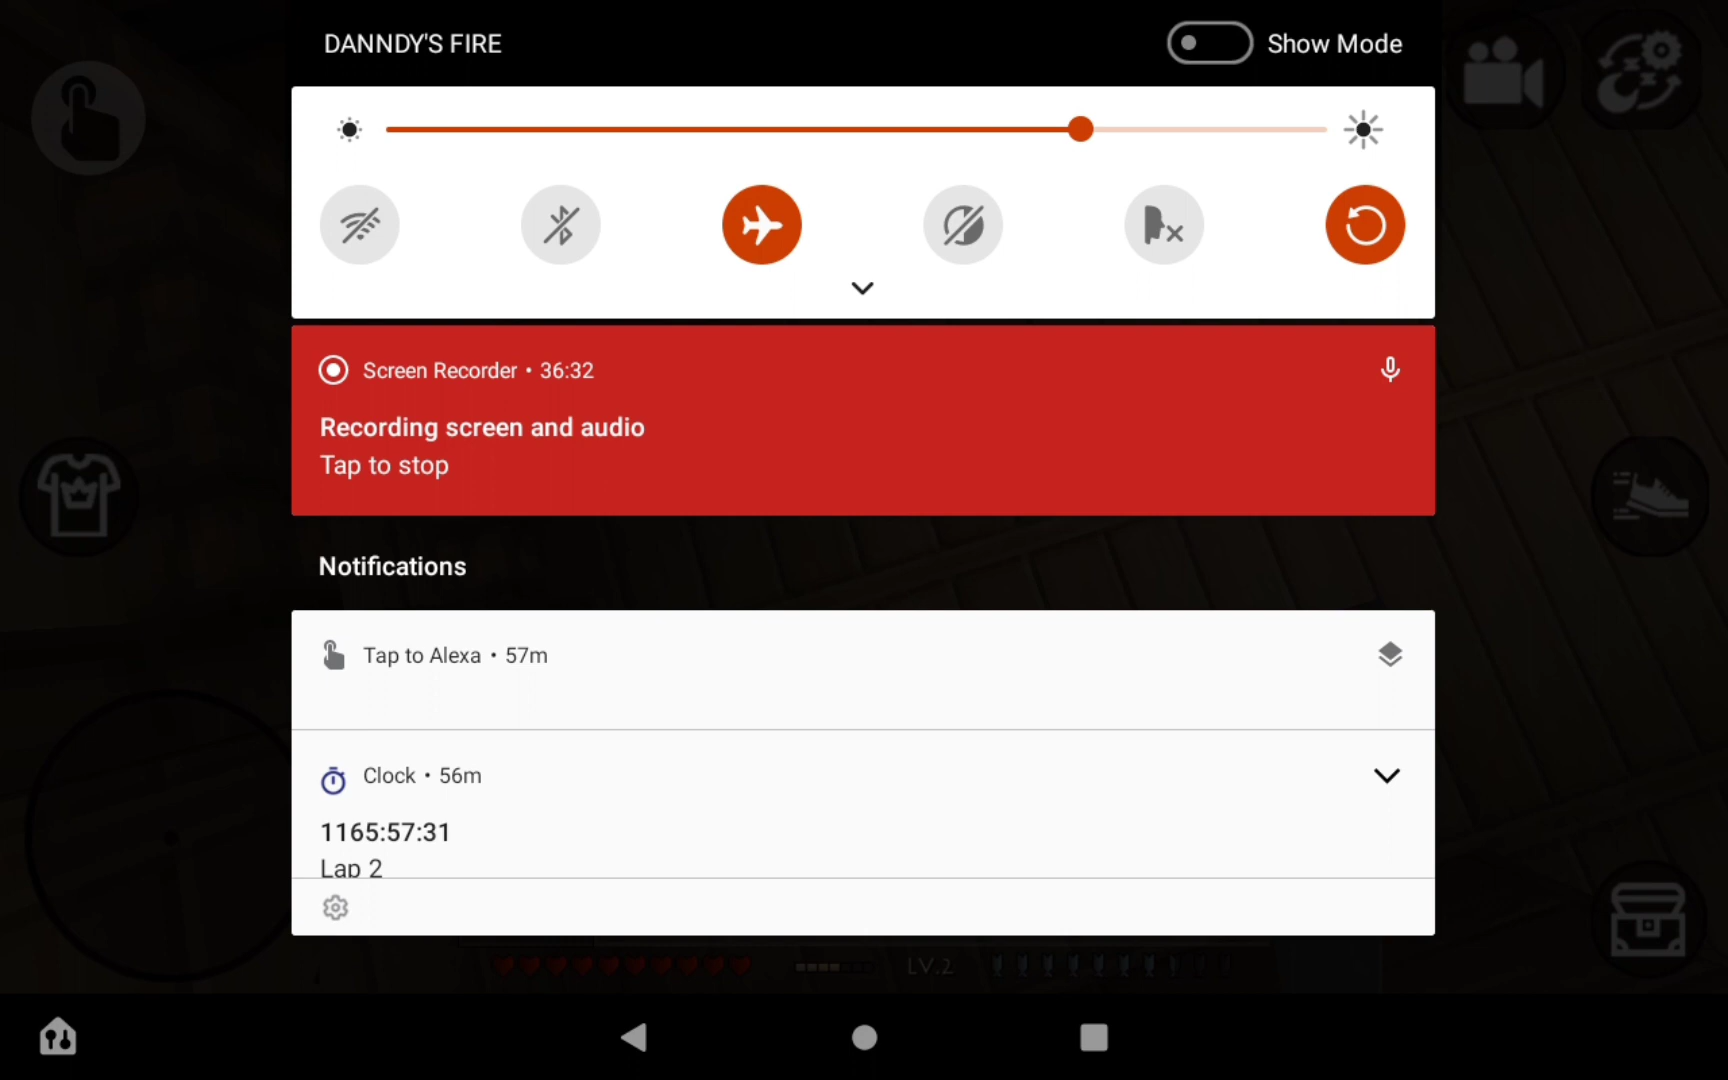 DANNDY'S FIRE
Show Mode
Screen Recorder • 36:32
Recording screen and audio
Tap to stop
Notifications
Tap to Alexa • 57m
Clock • 56m
1165:57:31
Lap 2
LV.2